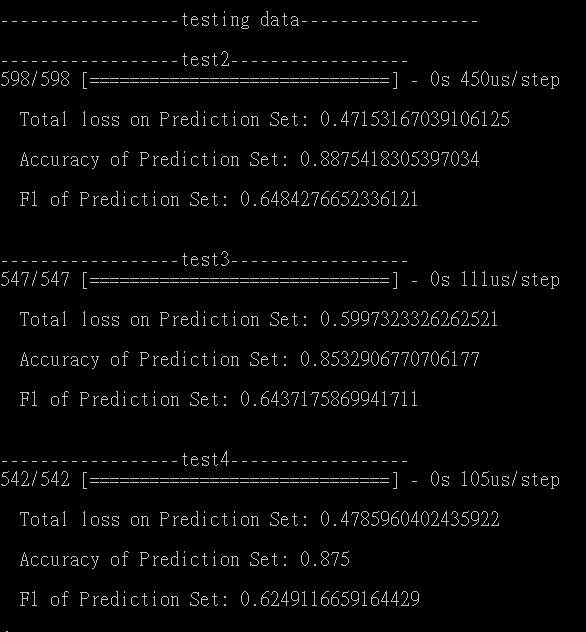 ------------------testing data------------------
------------------test2------------------
598/598 [==============================] - 0s 450us/step
Total loss on Prediction Set: 0.47153167039106125
Accuracy of Prediction Set: 0.8875418305397034
F1 of Prediction Set: 0.6484276652336121
------------------test3------------------
547/547 [==============================] - 0s 111us/step
Total loss on Prediction Set: 0.5997323326262521
Accuracy of Prediction Set: 0.8532906770706177
F1 of Prediction Set: 0.6437175869941711
------------------test4------------------
542/542 [==============================] - 0s 105us/step
Total loss on Prediction Set: 0.4785960402435922
Accuracy of Prediction Set: 0.875
F1 of Prediction Set: 0.6249116659164429